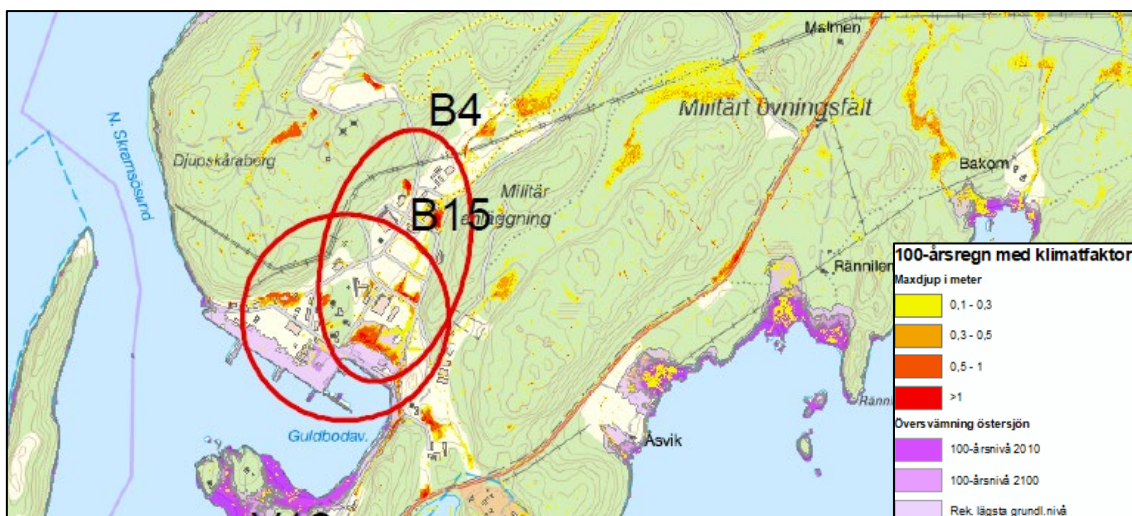 Malmen
B4
Militärt övningsfält
N. Skramsösund
Djupskåraberg
Bakom
Militär
anläggning
B15
Rännilen
Guldbodav.
Åsvik
100-årsregn med klimatfaktor
Maxdjup i meter
0,1 - 0,3
0,3 - 0,5
0,5 - 1
>1
Översvämning östersjön
100-årsnivå 2010
100-årsnivå 2100
Rek. lägsta grundl.nivå